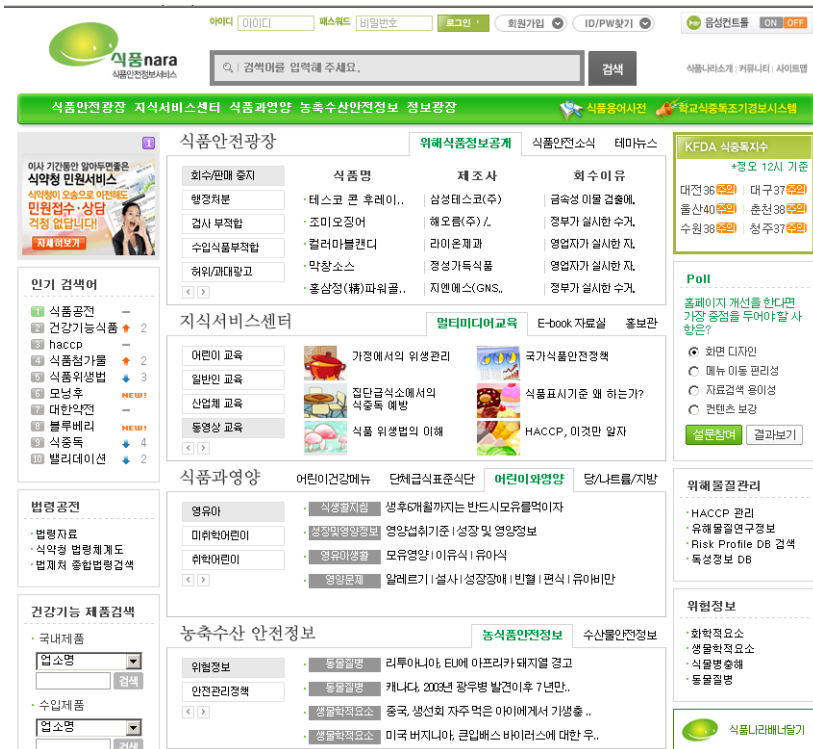 아이디 아이디 패스워드 비밀번호 로그인 회원가입 ID/PW찾기 음성컨트롤 ON OFF
식품nara
식품안전정보서비스
검색어를 입력해 주세요. 검색
식품나라소개 | 커뮤니티 | 사이트맵
식품안전광장 지식서비스센터 식품과영양 농축수산안전정보 정보광장 식품용어사전 학교식중독조기경보시스템
1
이사 기간동안 알아두면좋은
식약청 민원서비스
식약청이 오송으로 이전해도
민원접수·상담
걱정 없답니다!
자세히보기
인기 검색어
1 식품공전 –
2 건강기능식품 2
3 haccp –
4 식품첨가물 2
5 식품위생법 3
6 모넝후 NEW!
7 대한약전 –
8 블루베리 NEW!
9 식중독 4
10 밸리데이션 2
법령공전
·법령자료
·식약청 법령체계도
·법제처 종합법령검색
건강기능 제품검색
· 국내제품
업소명
검색
· 수입제품
업소명
검색
식품안전광장 위해식품정보공개 식품안전소식 테마뉴스
회수/판매 중지
행정처분
검사 부적합
수입식품부적합
허위/과대광고
식품명 제조사 회수이유
·테스코 콘 후레이.. 삼성테스코(주) 금속성 이물 검출에.
·조미오징어 해오름(주) /.. 정부가 실시한 수거.
·컬러마블캔디 라이온제과 영업자가 실시한 자.
·막창소스 정성가득식품 영업자가 실시한 자.
·홍삼정(精)파워골.. 지엔에스(GNS.. 정부가 실시한 수거.
지식서비스센터 멀티미디어교육 E-book 자료실 홍보관
어린이 교육
일반인 교육
산업체 교육
동영상 교육
가정에서의 위생관리 국가식품안전정책
집단급식소에서의
식중독 예방
식품표시기준 왜 하는가?
식품 위생법의 이해 HACCP, 이것만 알자
식품과영양 어린이건강메뉴 단체급식표준식단 어린이와영양 당/나트륨/지방
영유아
미취학어린이
취학어린이
· 식생활지침 생후6개월까지는 반드시모유를먹이자
· 성장및영양정보 영양섭취기준 | 성장 및 영양정보
· 영유아생활 모유영양 | 이유식 | 유아식
· 영양문제 알레르기 | 설사 | 성장장애 | 빈혈 | 편식 | 유아비만
농축수산 안전정보 농식품안전정보 수산물안전정보
위험정보
안전관리정책
· 동물질병 리투아니아, EU에 아프리카 돼지열 경고
· 동물질병 캐나다, 2003년 광우병 발견이후 7년만..
· 생물학적요소 중국, 생선회 자주 먹은 아이에게서 기생충 ..
· 생물학적요소 미국 버지니아, 큰입배스 바이러스에 대한 우..
KFDA 식중독지수
*정오 12시 기준
대전36주의 | 대구37주의
울산40주의 | 춘천38주의
수원38주의 | 청주37주의
Poll
홈페이지 개선을 한다면
가장 중점을 두어야 할 사
항은?
화면 디자인
메뉴 이동 편리성
자료검색 용이성
컨텐츠 보강
설문참여 결과보기
위해물질관리
·HACCP 관리
·유해물질연구정보
·Risk Profile DB 검색
·독성정보 DB
위험정보
·화학적요소
·생물학적요소
·식물병충해
·동물질병
식품나라배너달기